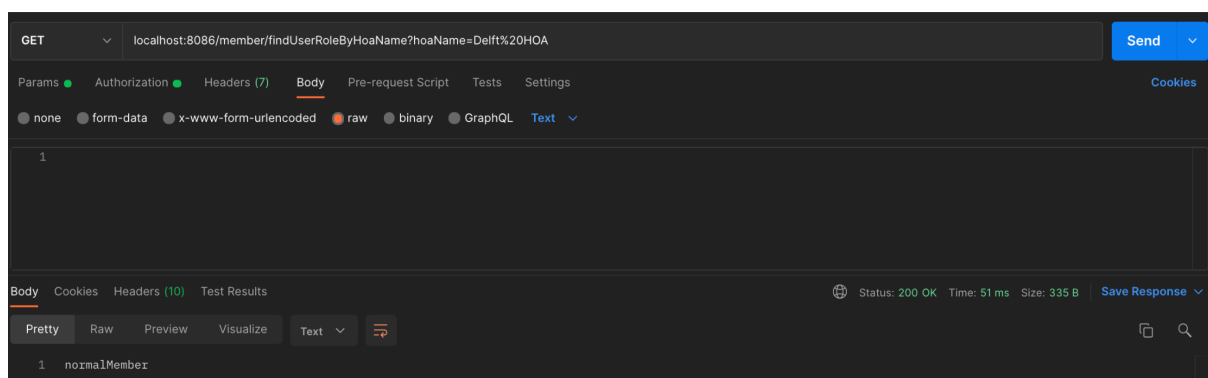 GET localhost:8086/member/findUserRoleByHoaName?hoaName=Delft%20HOA Send
Params Authorization Headers (7) Body Pre-request Script Tests Settings Cookies
none form-data x-www-form-urlencoded raw binary GraphQL Text
1
Body Cookies Headers (10) Test Results Status: 200 OK Time: 51 ms Size: 335 B Save Response
Pretty Raw Preview Visualize Text
1 normalMember